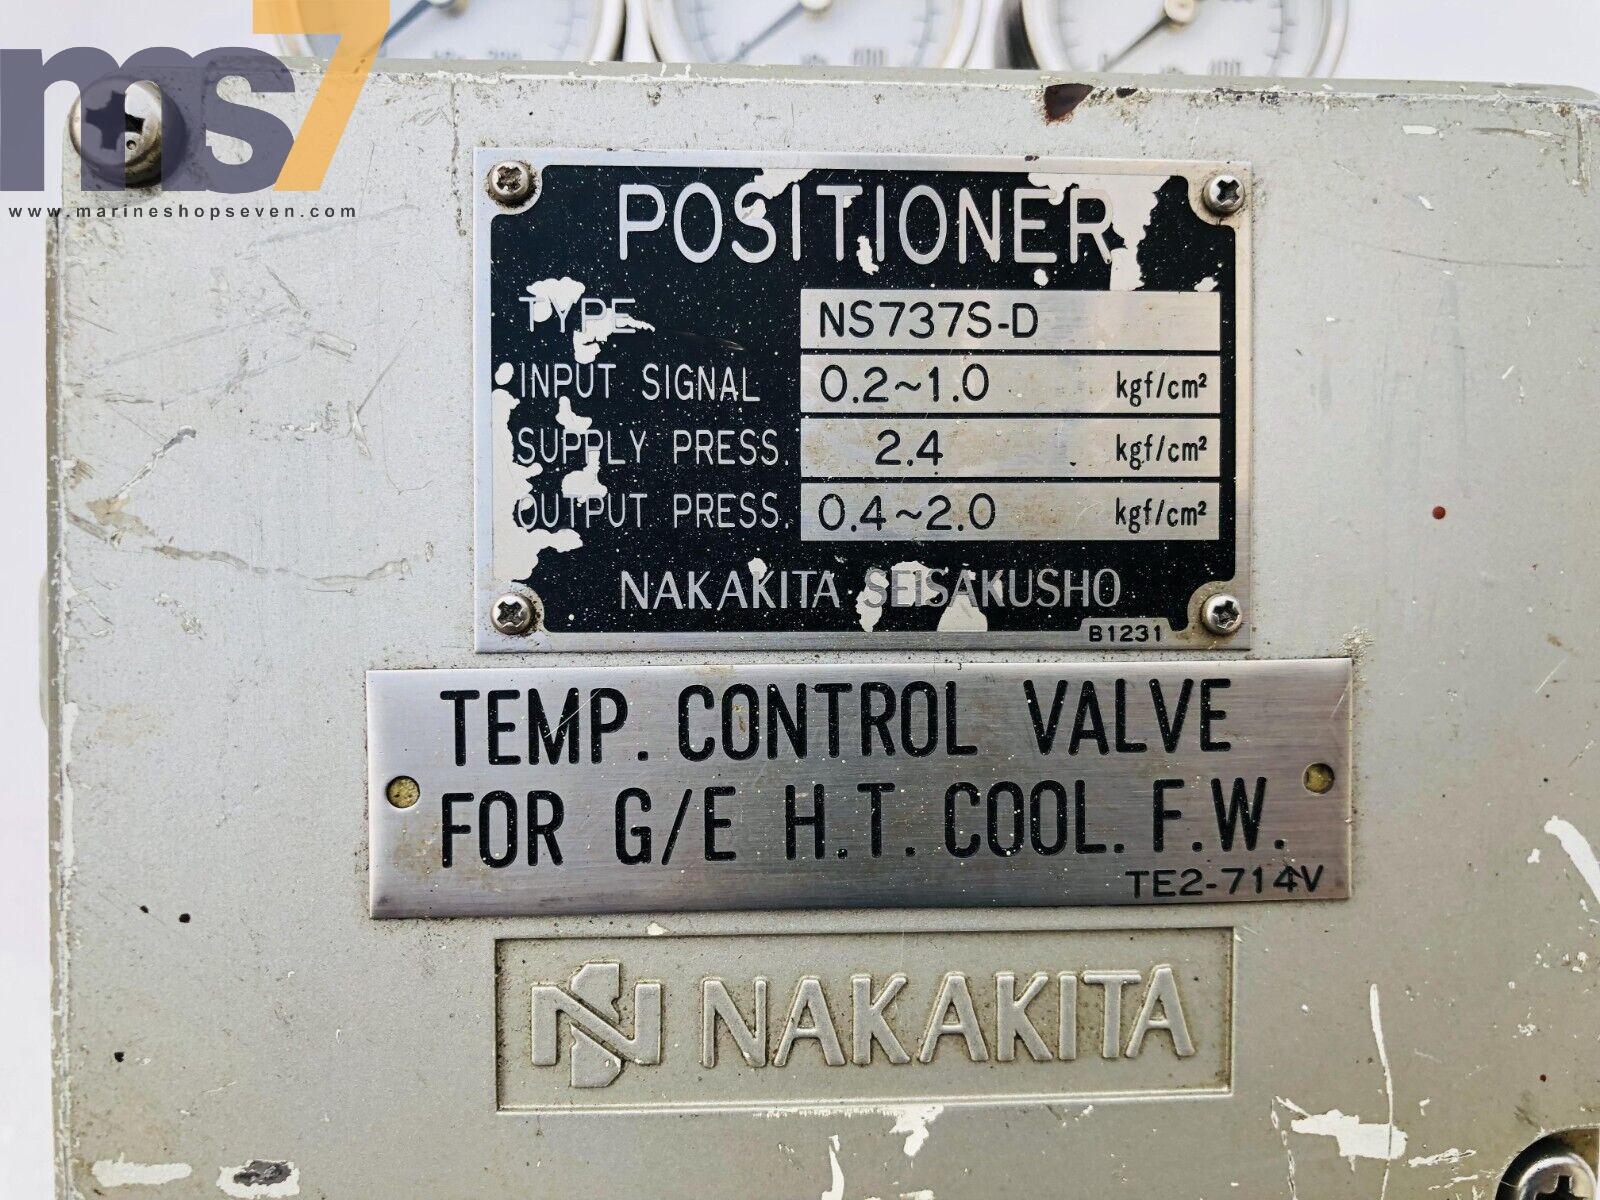 ms7
www.marineshopseven.com
POSITIONER
TYPE NS737S-D
INPUT SIGNAL 0.2~1.0 kgf/cm²
SUPPLY PRESS. 2.4 kgf/cm²
OUTPUT PRESS. 0.4~2.0 kgf/cm²
NAKAKITA SEISAKUSHO
B1231
TEMP. CONTROL VALVE
FOR G/E H.T. COOL. F.W.
TE2-714V
NAKAKITA